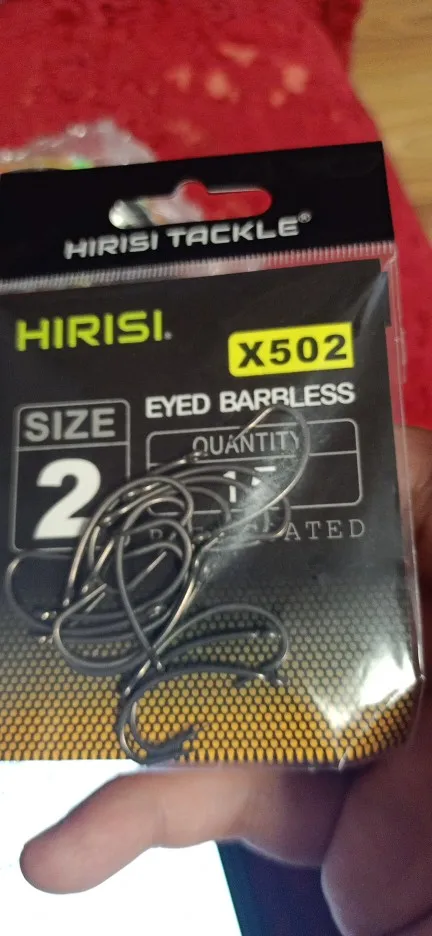 HIRISI TACKLE®
HIRISI.
X502
EYED BARBLESS
SIZE
2
QUANTITY